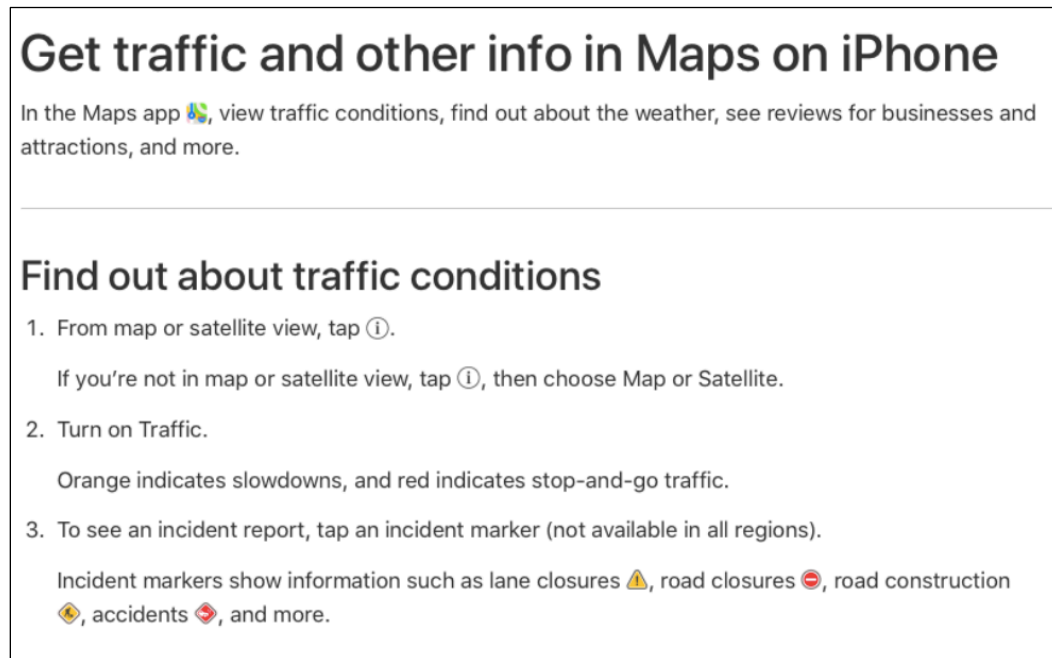 Get traffic and other info in Maps on iPhone
In the Maps app , view traffic conditions, find out about the weather, see reviews for businesses and
attractions, and more.
Find out about traffic conditions
1. From map or satellite view, tap ⓘ.
If you’re not in map or satellite view, tap ⓘ, then choose Map or Satellite.
2. Turn on Traffic.
Orange indicates slowdowns, and red indicates stop-and-go traffic.
3. To see an incident report, tap an incident marker (not available in all regions).
Incident markers show information such as lane closures , road closures , road construction
, accidents , and more.